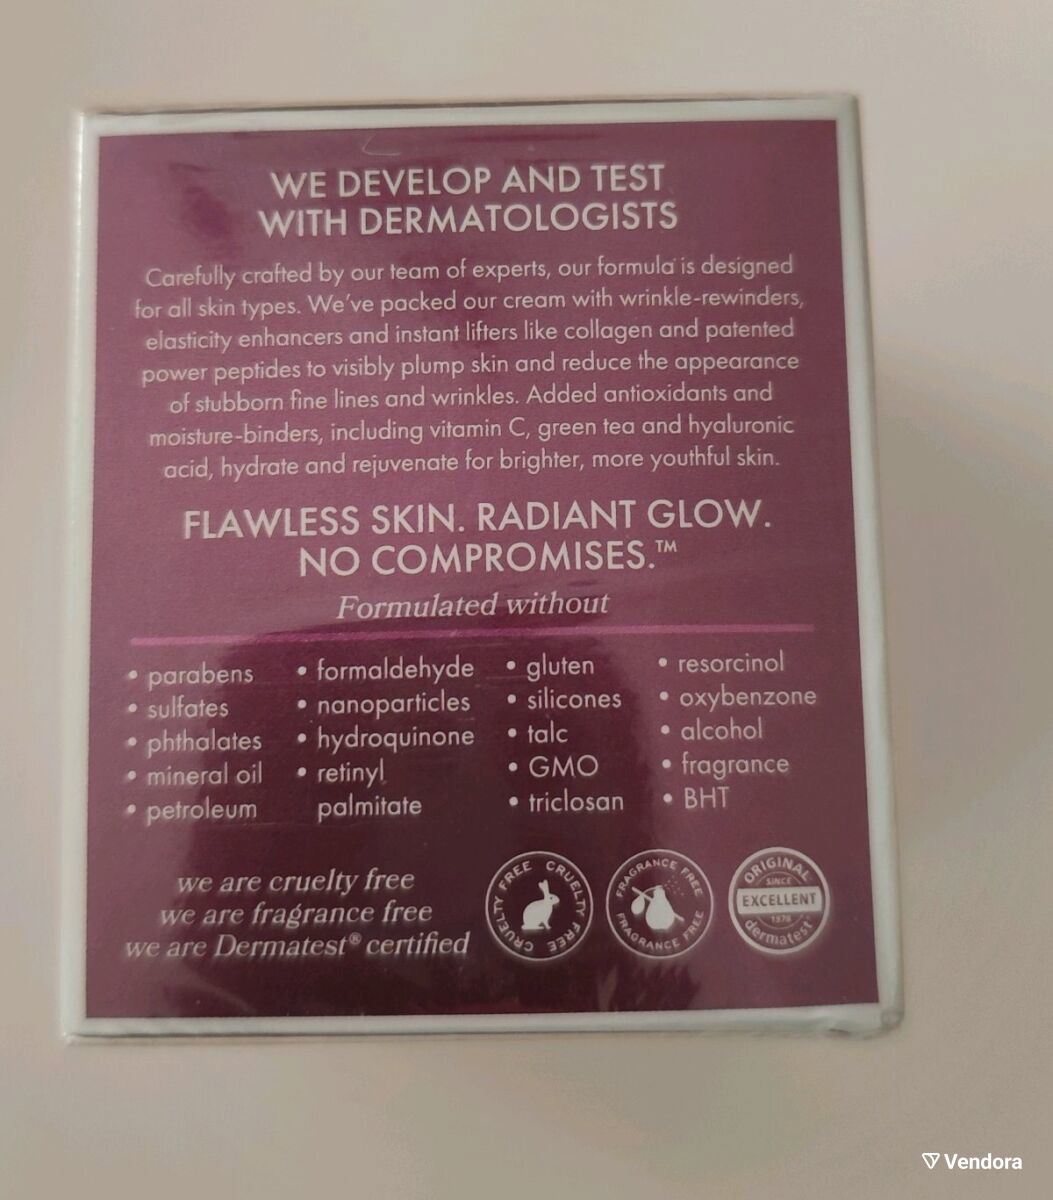 WE DEVELOP AND TEST
WITH DERMATOLOGISTS
Carefully crafted by our team of experts, our formula is designed
for all skin types. We've packed our cream with wrinkle-rewinders,
elasticity enhancers and instant lifters like collagen and patented
power peptides to visibly plump skin and reduce the appearance
of stubborn fine lines and wrinkles. Added antioxidants and
moisture-binders, including vitamin C, green tea and hyaluronic
acid, hydrate and rejuvenate for brighter, more youthful skin.
FLAWLESS SKIN. RADIANT GLOW.
NO COMPROMISES.™
Formulated without
• parabens
• sulfates
• phthalates
• mineral oil
• petroleum
• formaldehyde
• nanoparticles
• hydroquinone
• retinyl
palmitate
• gluten
• silicones
• talc
• GMO
• triclosan
• resorcinol
• oxybenzone
• alcohol
• fragrance
• BHT
we are cruelty free
we are fragrance free
we are Dermatest® certified
CRUELTY FREE CRUELTY FREE
FRAGRANCE FREE
FRAGRANCE FREE
ORIGINAL
SINCE
EXCELLENT
1978
dermatest
Vendora